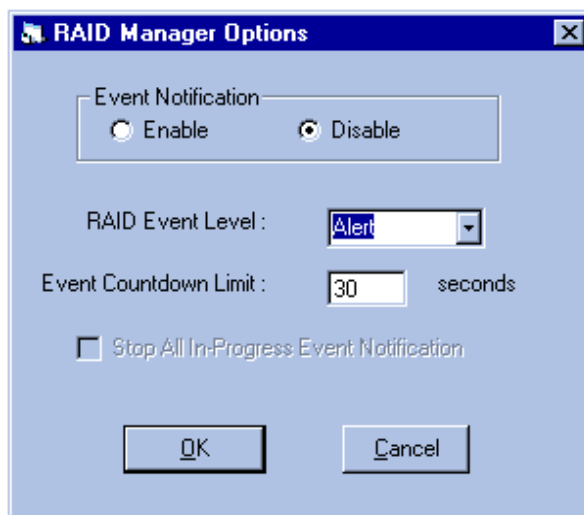 RAID Manager Options
Event Notification
Enable Disable
RAID Event Level : Alert
Event Countdown Limit : 30 seconds
Stop All In-Progress Event Notification
OK Cancel